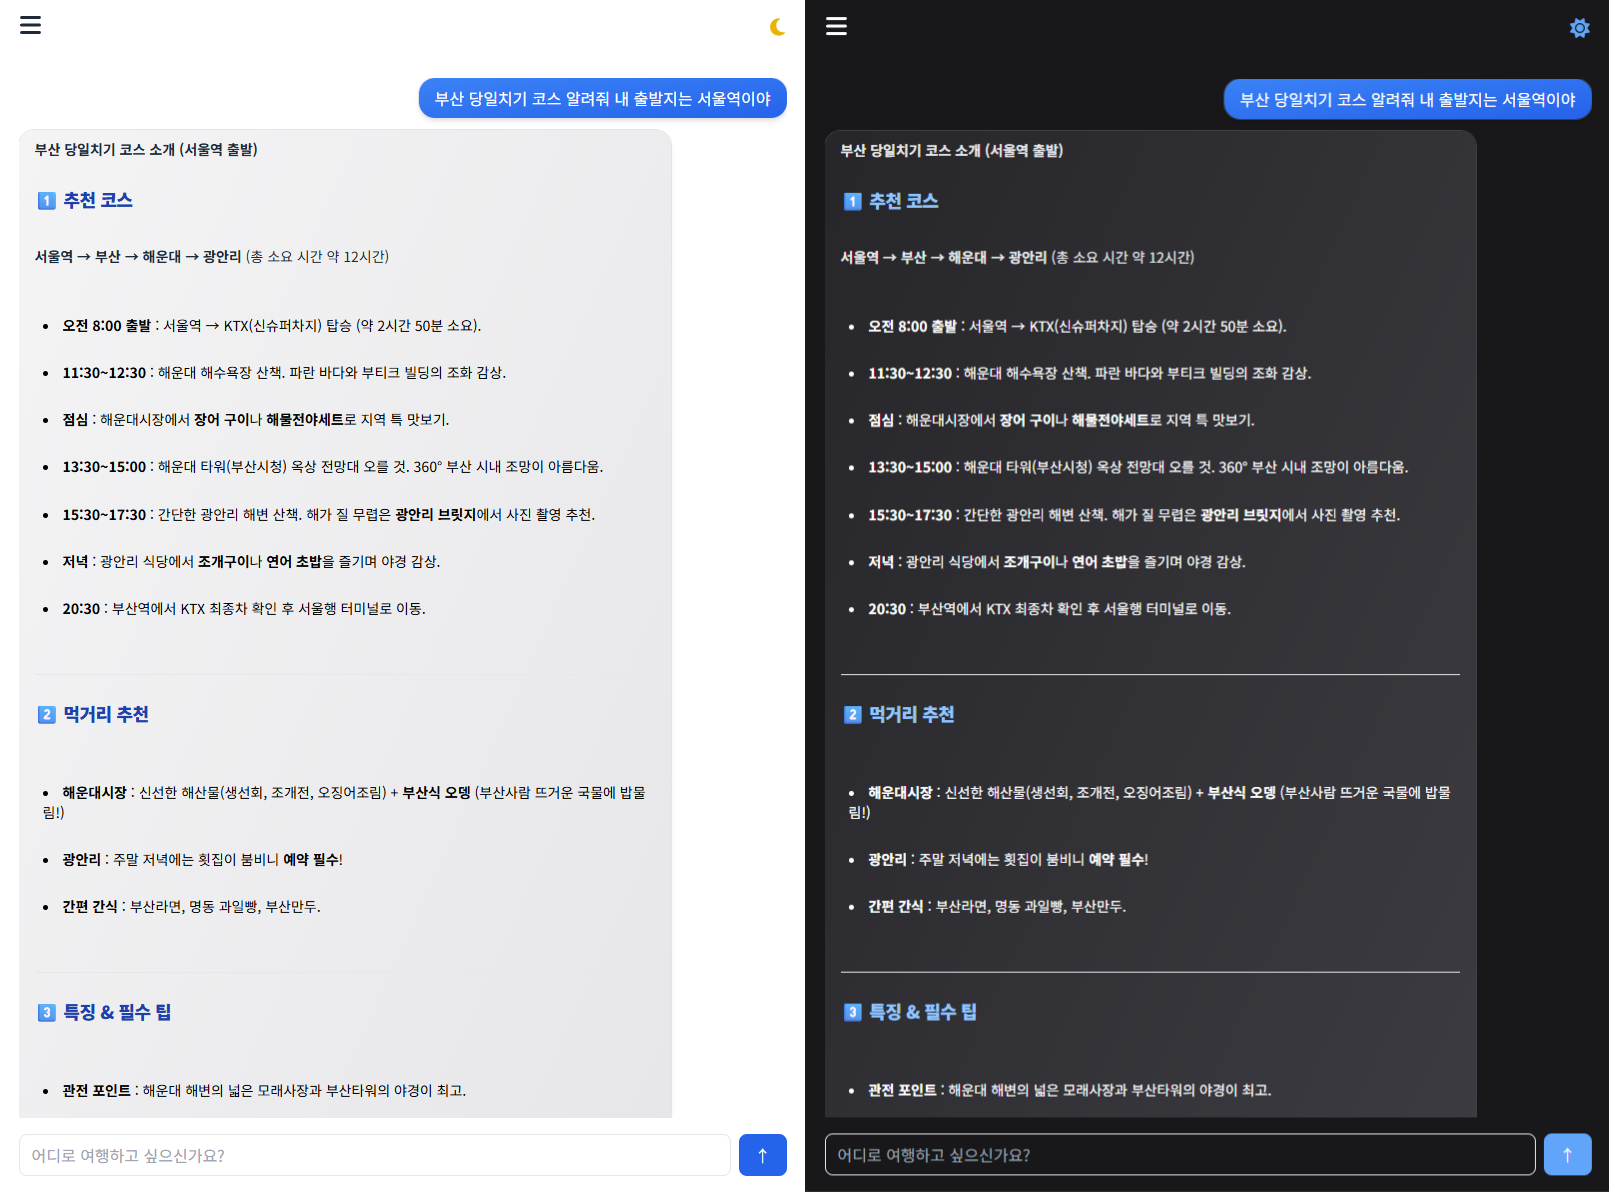 부산 당일치기 코스 알려줘 내 출발지는 서울역이야
부산 당일치기 코스 소개 (서울역 출발)
1 추천 코스
서울역 → 부산 → 해운대 → 광안리 (총 소요 시간 약 12시간)
• 오전 8:00 출발 : 서울역 → KTX(신슈퍼차지) 탑승 (약 2시간 50분 소요).
• 11:30~12:30 : 해운대 해수욕장 산책. 파란 바다와 부티크 빌딩의 조화 감상.
• 점심 : 해운대시장에서 장어 구이나 해물전야세트로 지역 특 맛보기.
• 13:30~15:00 : 해운대 타워(부산시청) 옥상 전망대 오를 것. 360° 부산 시내 조망이 아름다움.
• 15:30~17:30 : 간단한 광안리 해변 산책. 해가 질 무렵은 광안리 브릿지에서 사진 촬영 추천.
• 저녁 : 광안리 식당에서 조개구이나 연어 초밥을 즐기며 야경 감상.
• 20:30 : 부산역에서 KTX 최종차 확인 후 서울행 터미널로 이동.
2 먹거리 추천
• 해운대시장 : 신선한 해산물(생선회, 조개전, 오징어조림) + 부산식 오뎅 (부산사람 뜨거운 국물에 밥물
림!)
• 광안리 : 주말 저녁에는 횟집이 붐비니 예약 필수!
• 간편 간식 : 부산라면, 명동 과일빵, 부산만두.
3 특징 & 필수 팁
• 관전 포인트 : 해운대 해변의 넓은 모래사장과 부산타워의 야경이 최고.
어디로 여행하고 싶으신가요?
↑
부산 당일치기 코스 알려줘 내 출발지는 서울역이야
부산 당일치기 코스 소개 (서울역 출발)
1 추천 코스
서울역 → 부산 → 해운대 → 광안리 (총 소요 시간 약 12시간)
• 오전 8:00 출발 : 서울역 → KTX(신슈퍼차지) 탑승 (약 2시간 50분 소요).
• 11:30~12:30 : 해운대 해수욕장 산책. 파란 바다와 부티크 빌딩의 조화 감상.
• 점심 : 해운대시장에서 장어 구이나 해물전야세트로 지역 특 맛보기.
• 13:30~15:00 : 해운대 타워(부산시청) 옥상 전망대 오를 것. 360° 부산 시내 조망이 아름다움.
• 15:30~17:30 : 간단한 광안리 해변 산책. 해가 질 무렵은 광안리 브릿지에서 사진 촬영 추천.
• 저녁 : 광안리 식당에서 조개구이나 연어 초밥을 즐기며 야경 감상.
• 20:30 : 부산역에서 KTX 최종차 확인 후 서울행 터미널로 이동.
2 먹거리 추천
• 해운대시장 : 신선한 해산물(생선회, 조개전, 오징어조림) + 부산식 오뎅 (부산사람 뜨거운 국물에 밥물
림!)
• 광안리 : 주말 저녁에는 횟집이 붐비니 예약 필수!
• 간편 간식 : 부산라면, 명동 과일빵, 부산만두.
3 특징 & 필수 팁
• 관전 포인트 : 해운대 해변의 넓은 모래사장과 부산타워의 야경이 최고.
어디로 여행하고 싶으신가요?
↑